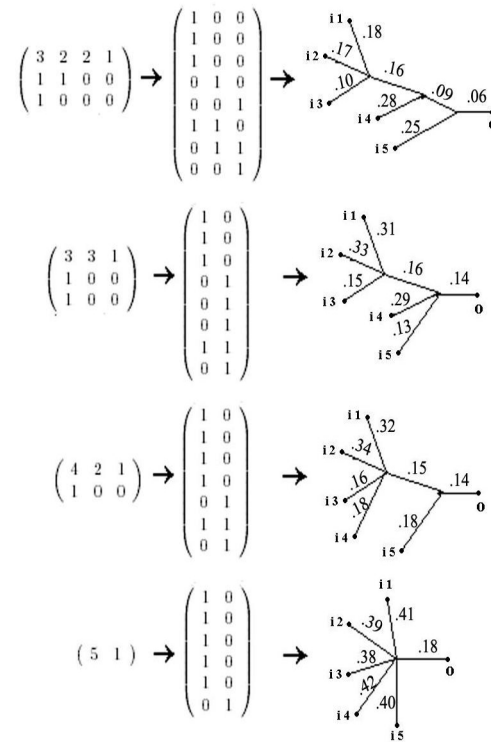 3 2 2 1
1 1 0 0
1 0 0 0
1 0 0
1 0 0
1 0 0
0 1 0
0 0 1
1 1 0
0 1 1
0 0 1
i1
.18
i2
.17
.16
.10
i3
.28
.09
.06
i4
.25
i5
3 3 1
1 0 0
1 0 0
1 0
1 0
1 0
0 1
0 1
0 1
1 1
0 1
i1
.31
i2
.33
.16
.14
.15
i3
.29
i4
.13
o
i5
4 2 1
1 0 0
1 0
1 0
1 0
1 0
0 1
1 1
0 1
i1
.32
i2
.34
.15
.14
.16
i3
.18
o
i4
.18
i5
( 5 1 )
1 0
1 0
1 0
1 0
1 0
0 1
i1
.41
i2
.39
.18
.38
i3
o
.42
.40
i4
i5